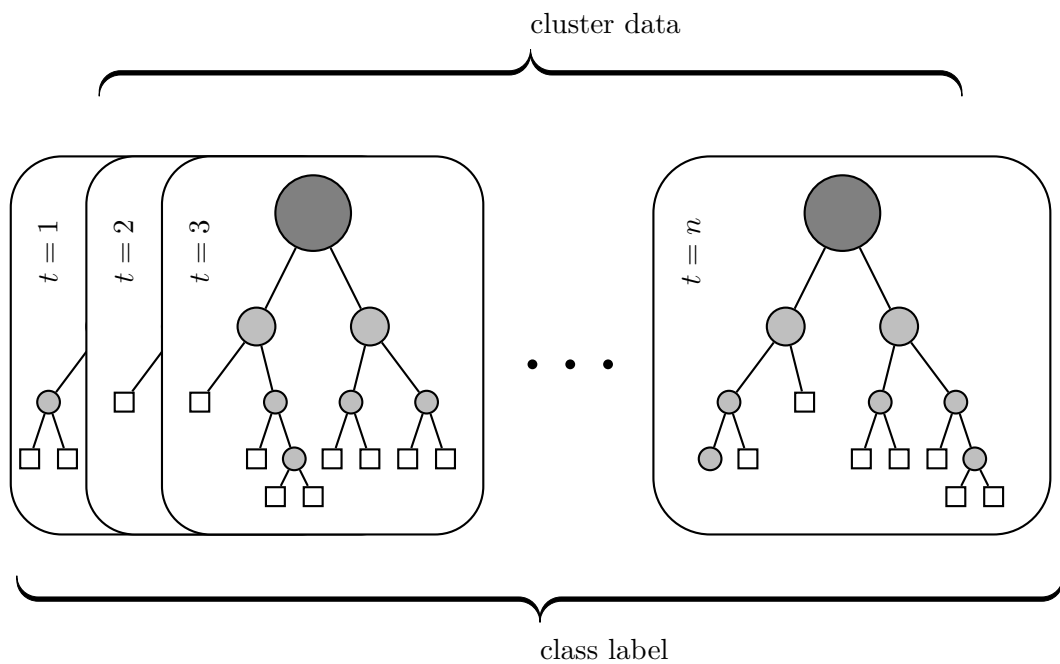 cluster data
t = 1
t = 2
t = 3
t = n
class label